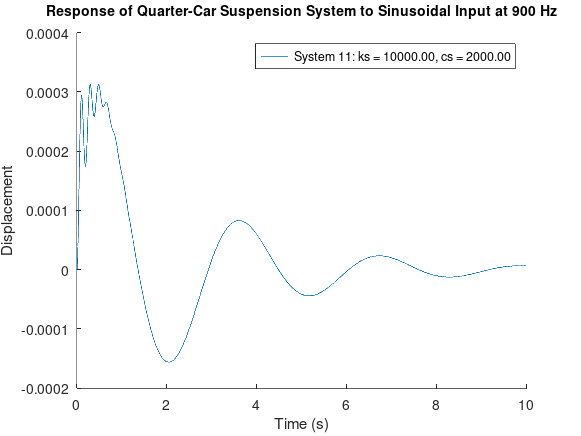 Response of Quarter-Car Suspension System to Sinusoidal Input at 900 Hz
System 11: ks = 10000.00, cs = 2000.00
Displacement
0.0004
0.0003
0.0002
0.0001
0
-0.0001
-0.0002
0 2 4 6 8 10
Time (s)